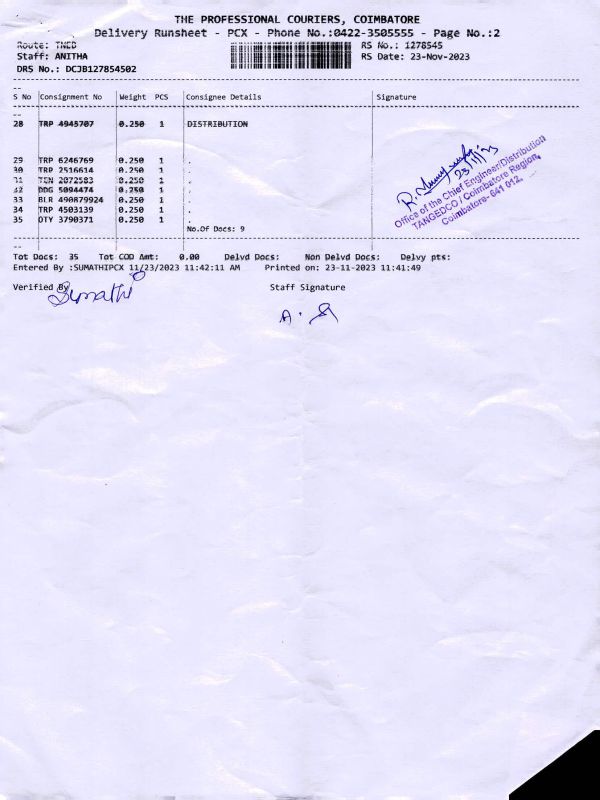 THE PROFESSIONAL COURIERS, COIMBATORE
Delivery Runsheet - PCX - Phone No.:0422-3505555 - Page No.:2
Route: TNEB RS No.: 1278545
Staff: ANITHA RS Date: 23-Nov-2023
DRS No.: DCJB127854502
S No Consignment No Weight PCS Consignee Details Signature
28 TRP 4945707 0.250 1 DISTRIBUTION
29 TRP 6246769 0.250 1 .
30 TRP 2516614 0.250 1 .
31 TEN 2072583 0.250 1 .
32 DDG 5094474 0.250 1 .
33 BLR 490879924 0.250 1 .
34 TRP 4503139 0.250 1 .
35 OTY 3790371 0.250 1 .
No.Of Docs: 9
23/11/23
Office of the Chief Engineer/Distribution
TANGEDCO / Coimbatore Region,
Coimbatore- 641 012.
Tot Docs: 35 Tot COD Amt: 0.00 Delvd Docs: Non Delvd Docs: Delvy pts:
Entered By :SUMATHIPCX 11/23/2023 11:42:11 AM Printed on: 23-11-2023 11:41:49
Verified By Staff Signature
Sumathi